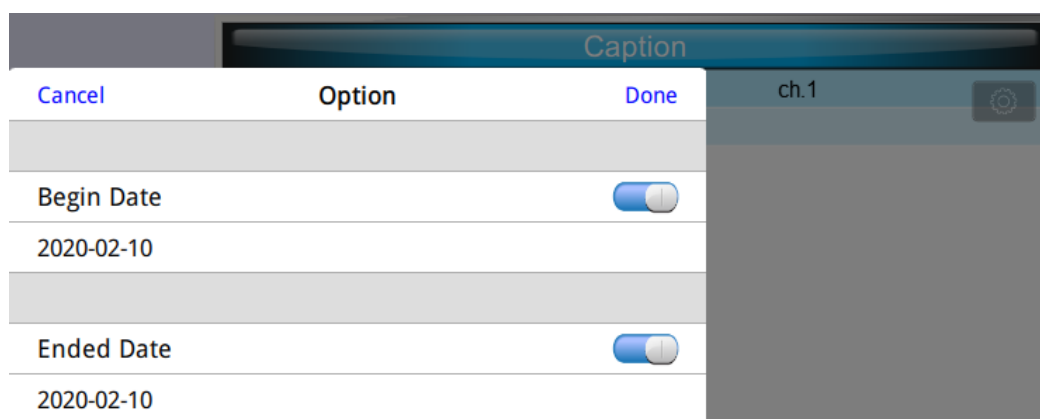 Caption
Cancel Option Done ch.1
Begin Date
2020-02-10
Ended Date
2020-02-10